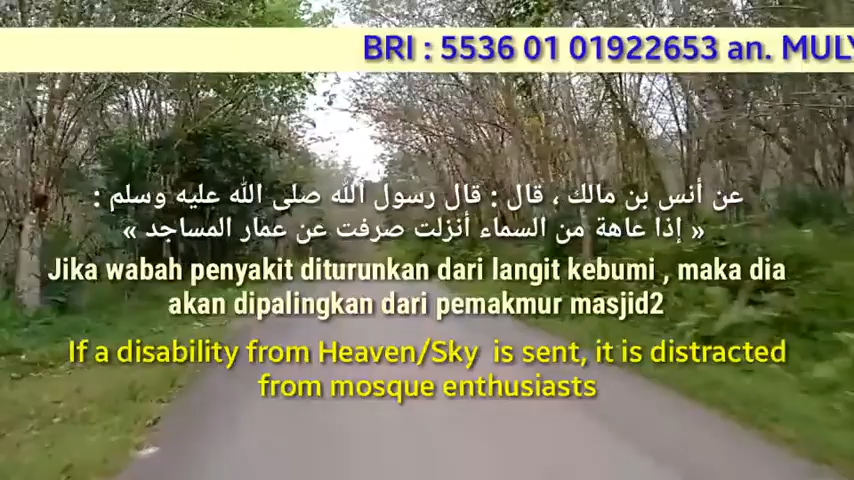 BRI : 5536 01 01922653 an. MULY
عن أنس بن مالك ، قال : قال رسول الله صلى الله عليه وسلم :
« إذا عاهة من السماء أنزلت صرفت عن عمار المساجد »
Jika wabah penyakit diturunkan dari langit kebumi , maka dia
akan dipalingkan dari pemakmur masjid2
If a disability from Heaven/Sky is sent, it is distracted
from mosque enthusiasts